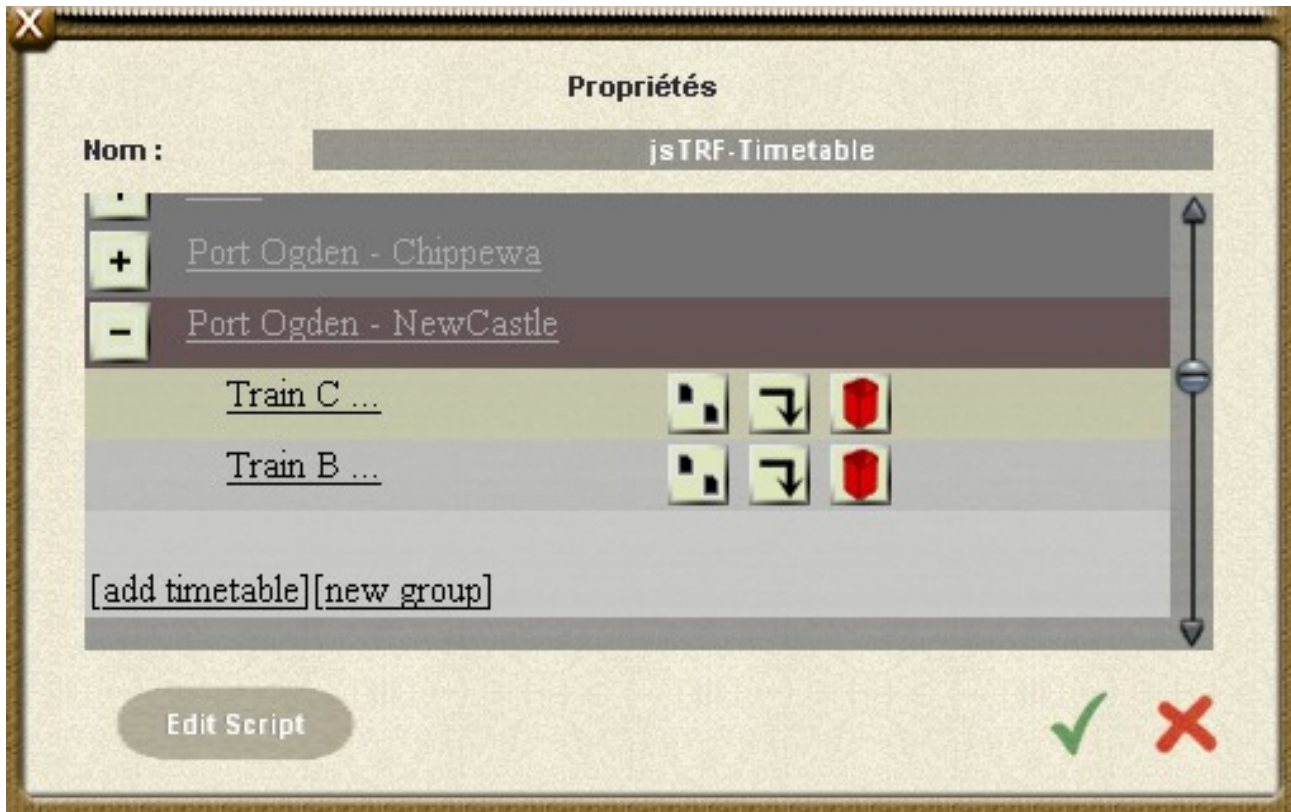 X
Propriétés
Nom : jsTRF-Timetable
+ Port Ogden - Chippewa
- Port Ogden - NewCastle
Train C ...
Train B ...
[add timetable][new group]
Edit Script